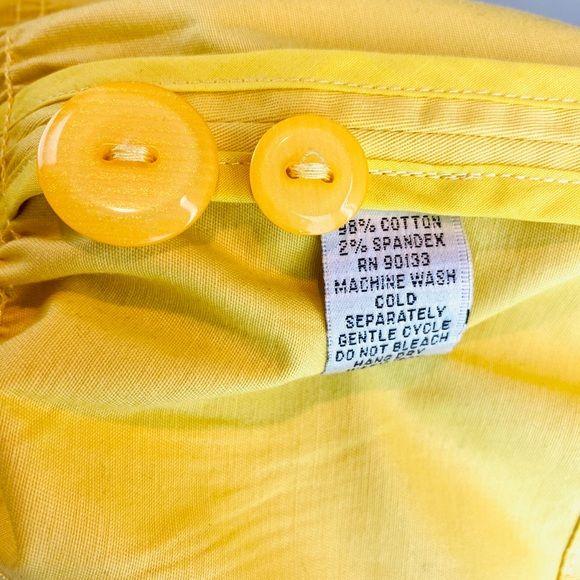 98% COTTON
2% SPANDEX
RN 90133
MACHINE WASH
COLD
SEPARATELY
GENTLE CYCLE
DO NOT BLEACH
HANG DRY